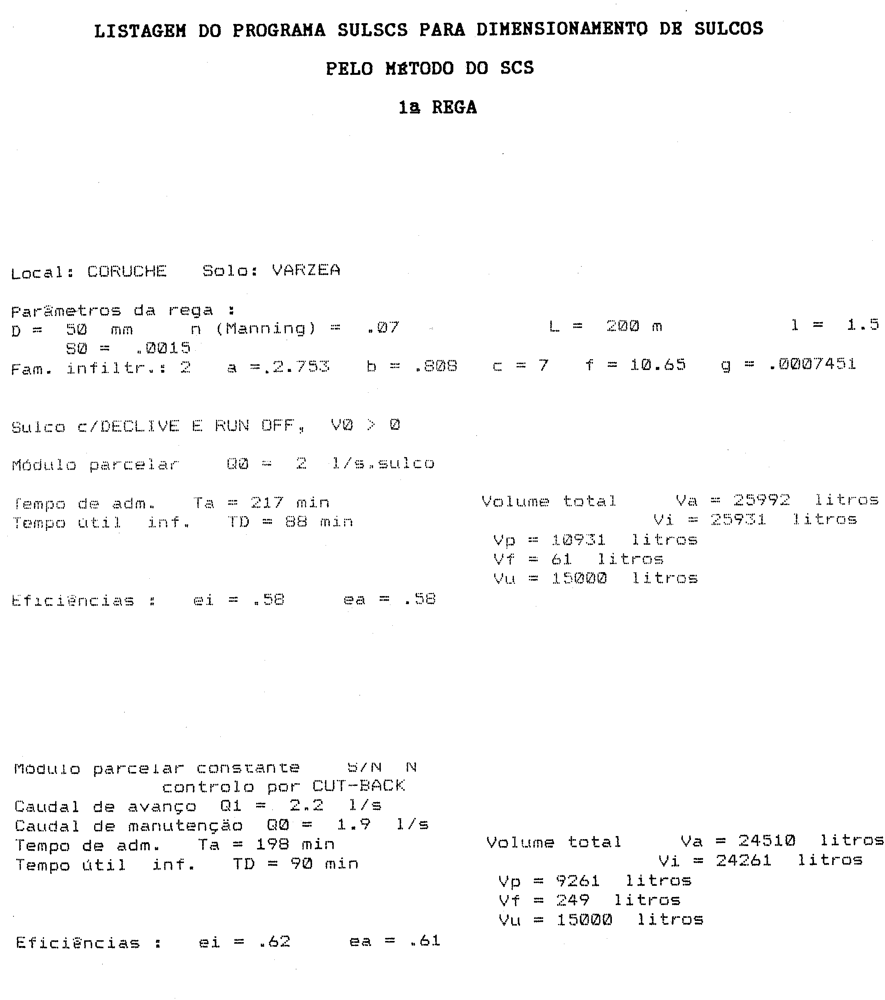 LISTAGEM DO PROGRAMA SULSCS PARA DIMENSIONAMENTO DE SULCOS
PELO MÉTODO DO SCS
1ª REGA
Local: CORUCHE Solo: VARZEA
Parâmetros da rega :
D = 50 mm n (Manning) = .07 L = 200 m l = 1.5
S0 = .0015
Fam. infiltr.: 2 a =.2.753 b = .808 c = 7 f = 10.65 g = .0007451
Sulco c/DECLIVE E RUN OFF, V0 > 0
Módulo parcelar Q0 = 2 l/s.sulco
Tempo de adm. Ta = 217 min Volume total Va = 25992 litros
Tempo útil inf. TD = 88 min Vi = 25931 litros
Vp = 10931 litros
Vf = 61 litros
Vu = 15000 litros
Eficiências : ei = .58 ea = .58
Módulo parcelar constante S/N N
controlo por CUT-BACK
Caudal de avanço Q1 = 2.2 l/s
Caudal de manutenção Q0 = 1.9 l/s
Tempo de adm. Ta = 198 min Volume total Va = 24510 litros
Tempo útil inf. TD = 90 min Vi = 24261 litros
Vp = 9261 litros
Vf = 249 litros
Vu = 15000 litros
Eficiências : ei = .62 ea = .61